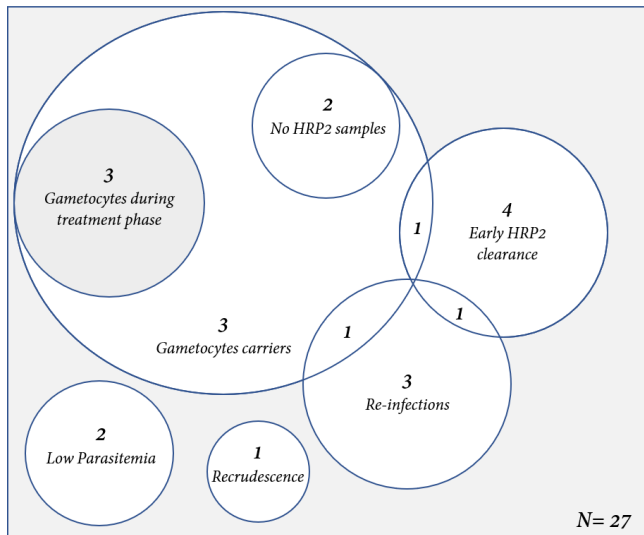 2
No HRP2 samples
3
Gametocytes during
treatment phase
4
Early HRP2
clearance
1
3
Gametocytes carriers
1
1
3
Re-infections
2
Low Parasitemia
1
Recrudescence
N= 27